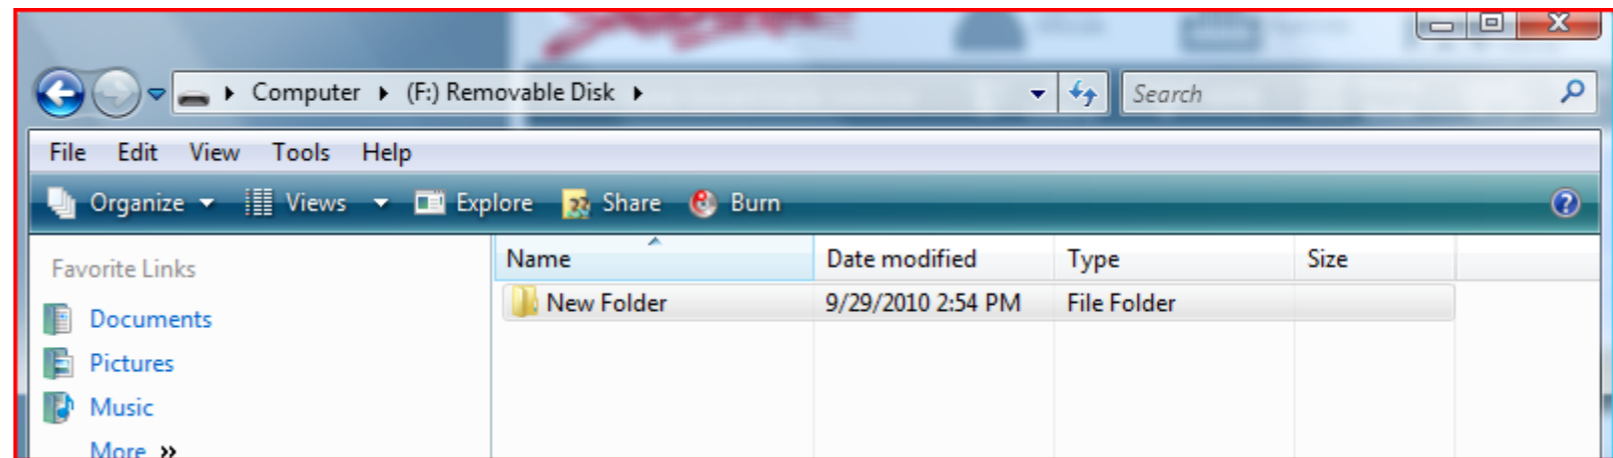 Computer (F:) Removable Disk
Search
File Edit View Tools Help
Organize Views Explore Share Burn
Favorite Links
Documents
Pictures
Music
More »
Name Date modified Type Size
New Folder 9/29/2010 2:54 PM File Folder